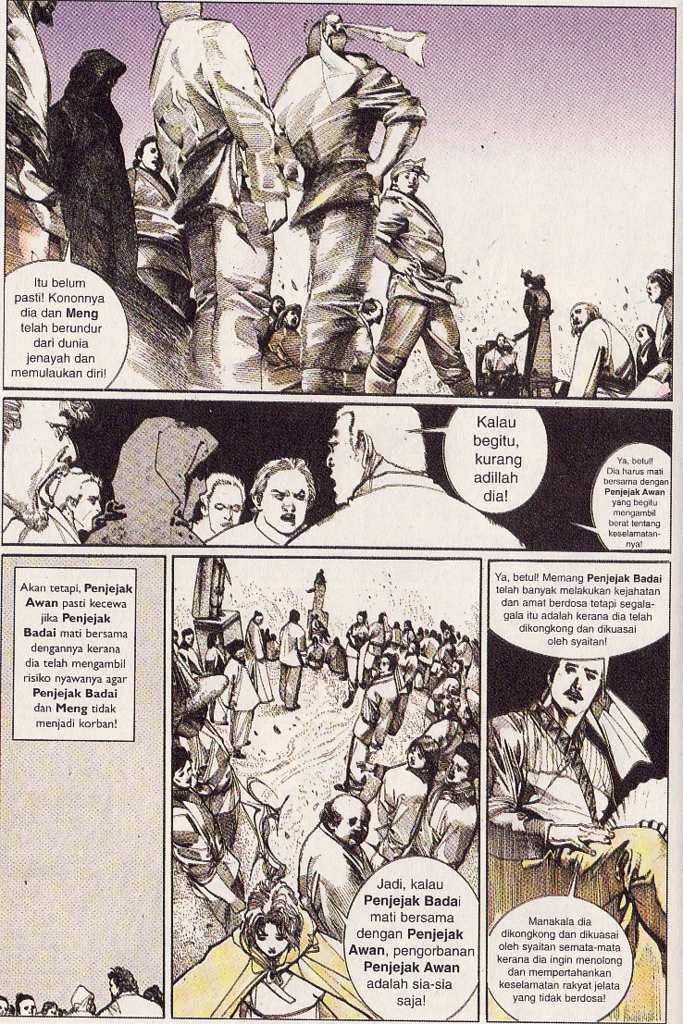 Itu belum
pasti! Kononnya
dia dan Meng
telah berundur
dari dunia
jenayah dan
memulaukan diri!
Kalau
begitu,
kurang
adillah
dia!
Ya, betul!
Dia harus mati
bersama dengan
Penjejak Awan
yang begitu
mengambil
berat tentang
keselamatan-
nya!
Akan tetapi, Penjejak
Awan pasti kecewa
jika Penjejak
Badai mati bersama
dengannya kerana
dia telah mengambil
risiko nyawanya agar
Penjejak Badai
dan Meng tidak
menjadi korban!
Jadi, kalau
Penjejak Badai
mati bersama
dengan Penjejak
Awan, pengorbanan
Penjejak Awan
adalah sia-sia
saja!
Ya, betul! Memang Penjejak Badai
telah banyak melakukan kejahatan
dan amat berdosa tetapi segala-
gala itu adalah kerana dia telah
dikongkong dan dikuasai
oleh syaitan!
Manakala dia
dikongkong dan dikuasai
oleh syaitan semata-mata
kerana dia ingin menolong
dan mempertahankan
rakyat jelata
yang tidak berdosa!